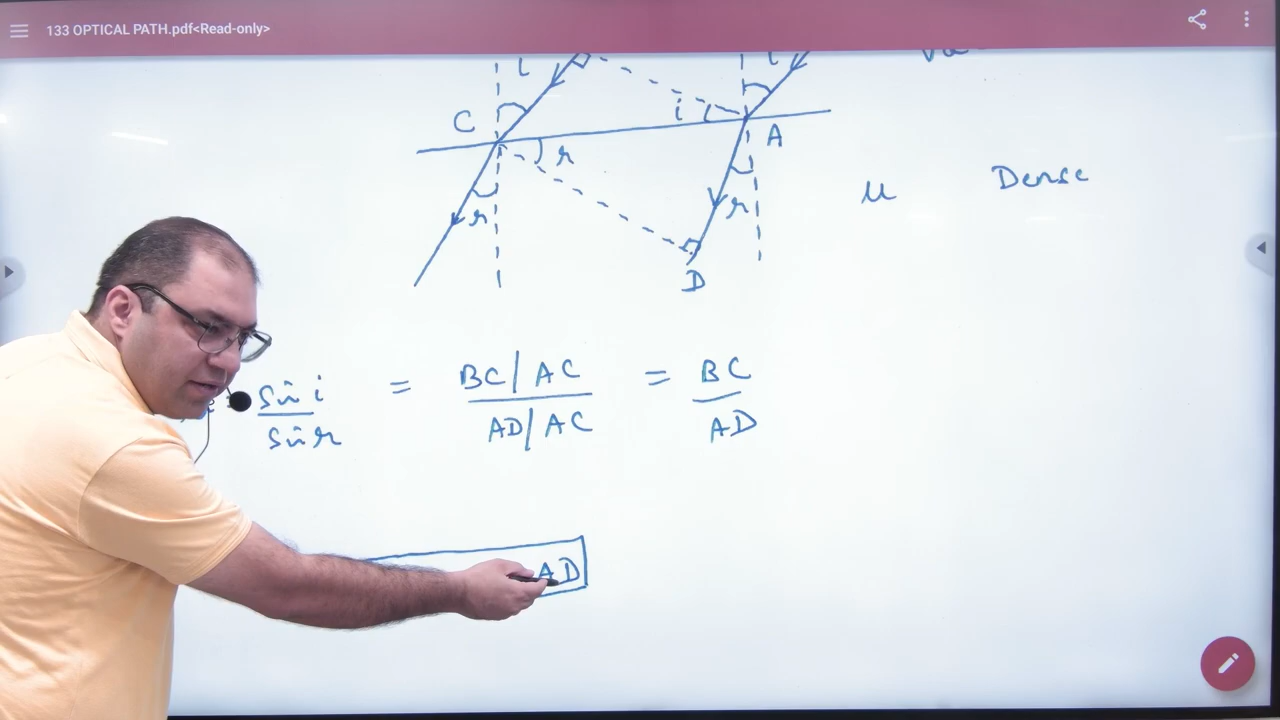 133 OPTICAL PATH.pdf<Read-only>
i i
C i A
r
r r
μ Dense
D
sin i = BC/AC = BC
sin r AD/AC AD
AD